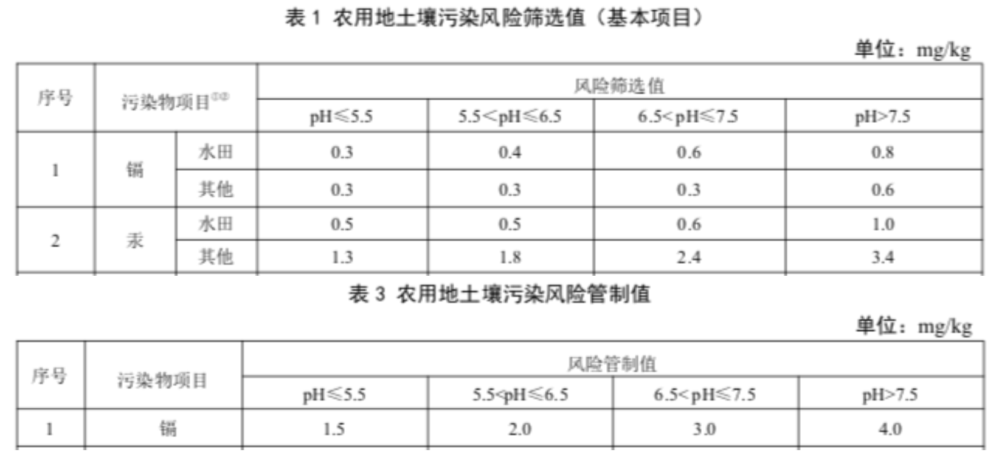 表 1 农用地土壤污染风险筛选值（基本项目）
单位：mg/kg
序号 污染物项目①② 风险筛选值
pH≤5.5 5.5＜pH≤6.5 6.5<pH≤7.5 pH>7.5
1 镉 水田 0.3 0.4 0.6 0.8
其他 0.3 0.3 0.3 0.6
2 汞 水田 0.5 0.5 0.6 1.0
其他 1.3 1.8 2.4 3.4
表 3 农用地土壤污染风险管制值
单位：mg/kg
序号 污染物项目 风险管制值
pH≤5.5 5.5<pH≤6.5 6.5<pH≤7.5 pH>7.5
1 镉 1.5 2.0 3.0 4.0